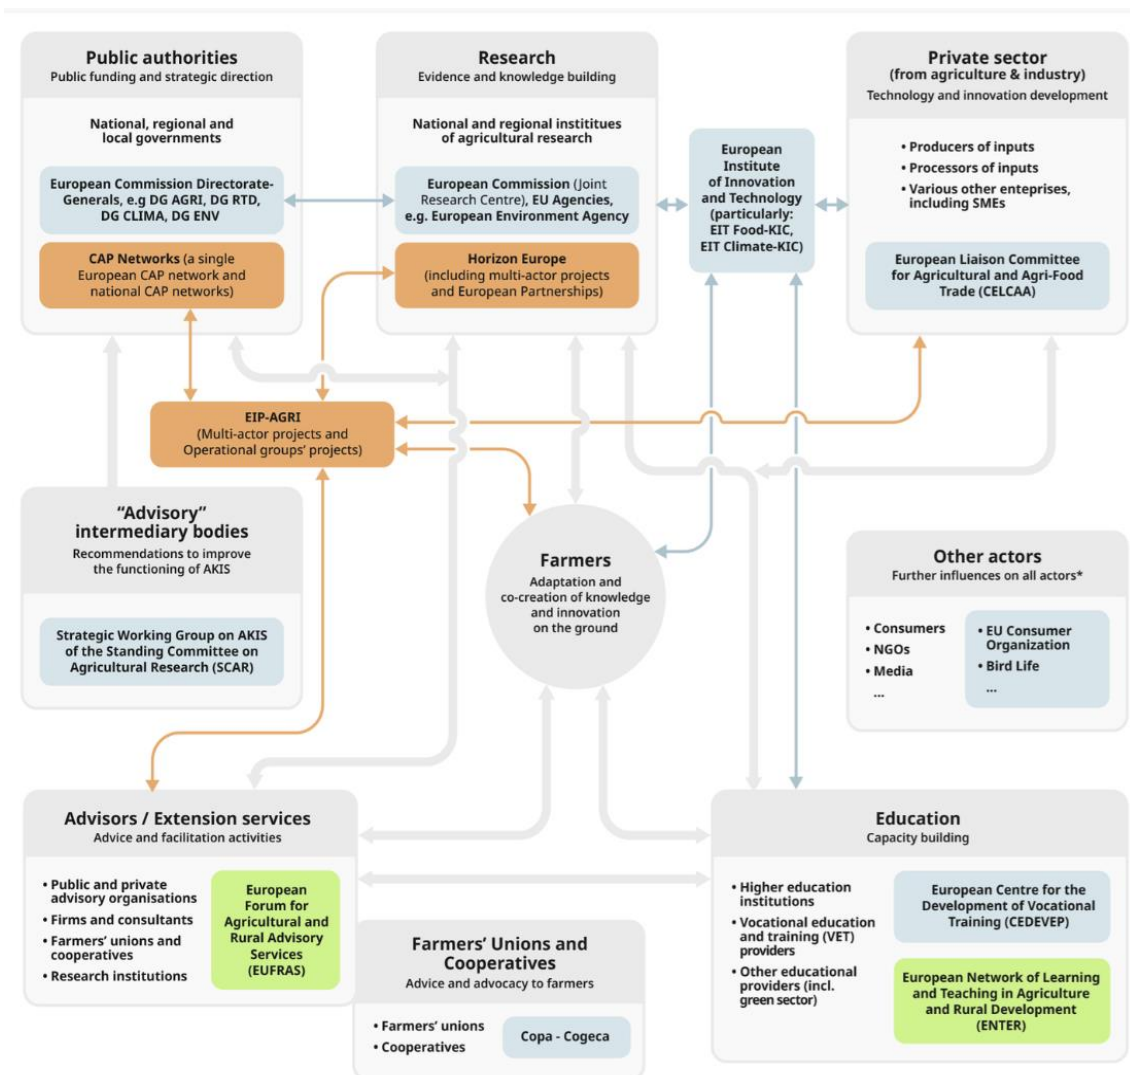 Public authorities
Public funding and strategic direction
National, regional and
local governments
European Commission Directorate-
Generals, e.g DG AGRI, DG RTD,
DG CLIMA, DG ENV
CAP Networks (a single
European CAP network and
national CAP networks)
Research
Evidence and knowledge building
National and regional instititues
of agricultural research
European Commission (Joint
Research Centre), EU Agencies,
e.g. European Environment Agency
Horizon Europe
(including multi-actor projects
and European Partnerships)
European
Institute
of Innovation
and Technology
(particularly:
EIT Food-KIC,
EIT Climate-KIC)
Private sector
(from agriculture & industry)
Technology and innovation development
• Producers of inputs
• Processors of inputs
• Various other enteprises,
including SMEs
European Liaison Committee
for Agricultural and Agri-Food
Trade (CELCAA)
EIP-AGRI
(Multi-actor projects and
Operational groups' projects)
“Advisory”
intermediary bodies
Recommendations to improve
the functioning of AKIS
Strategic Working Group on AKIS
of the Standing Committee on
Agricultural Research (SCAR)
Farmers
Adaptation and
co-creation of knowledge
and innovation
on the ground
Other actors
Further influences on all actors*
• Consumers
• NGOs
• Media
...
• EU Consumer
Organization
• Bird Life
...
Advisors / Extension services
Advice and facilitation activities
• Public and private
advisory organisations
• Firms and consultants
• Farmers' unions and
cooperatives
• Research institutions
European
Forum for
Agricultural and
Rural Advisory
Services
(EUFRAS)
Farmers' Unions and
Cooperatives
Advice and advocacy to farmers
• Farmers' unions
• Cooperatives
Copa - Cogeca
Education
Capacity building
• Higher education
institutions
• Vocational education
and training (VET)
providers
• Other educational
providers (incl.
green sector)
European Centre for the
Development of Vocational
Training (CEDEVEP)
European Network of Learning
and Teaching in Agriculture
and Rural Development
(ENTER)